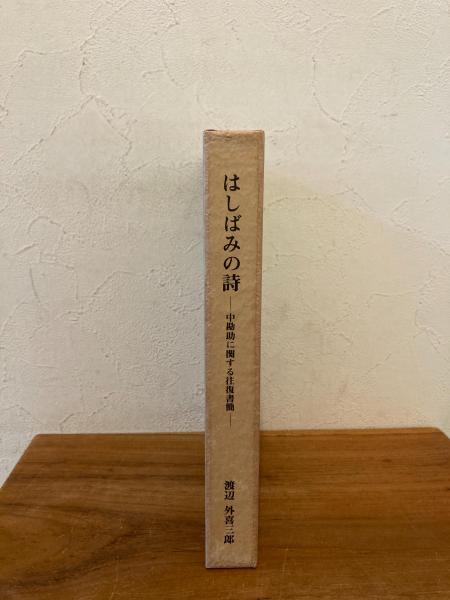 はしばみの詩
―中勘助に関する往復書簡―
渡辺 外喜三郎